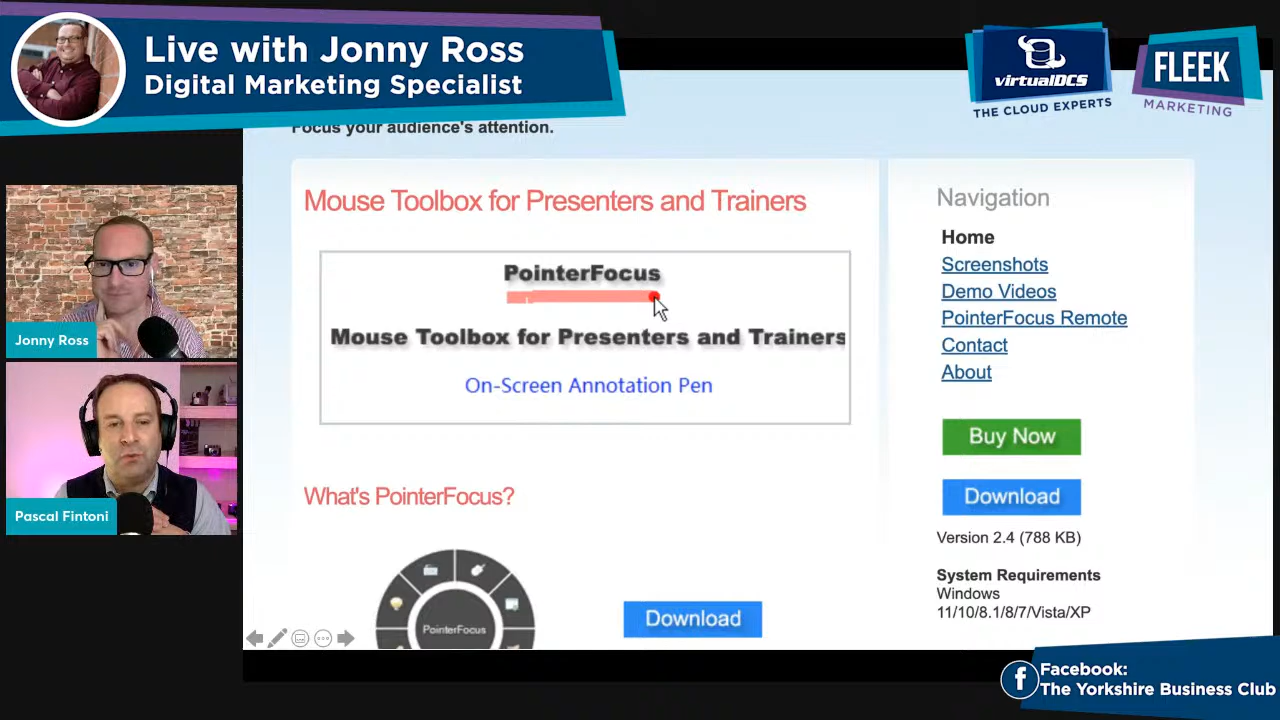 Live with Jonny Ross
Digital Marketing Specialist
virtualDCS
THE CLOUD EXPERTS
FLEEK
MARKETING
Focus your audience's attention.
Mouse Toolbox for Presenters and Trainers
PointerFocus
Mouse Toolbox for Presenters and Trainers
On-Screen Annotation Pen
What's PointerFocus?
PointerFocus
Download
Navigation
Home
Screenshots
Demo Videos
PointerFocus Remote
Contact
About
Buy Now
Download
Version 2.4 (788 KB)
System Requirements
Windows
11/10/8.1/8/7/Vista/XP
Jonny Ross
Pascal Fintoni
f
Facebook:
The Yorkshire Business Club